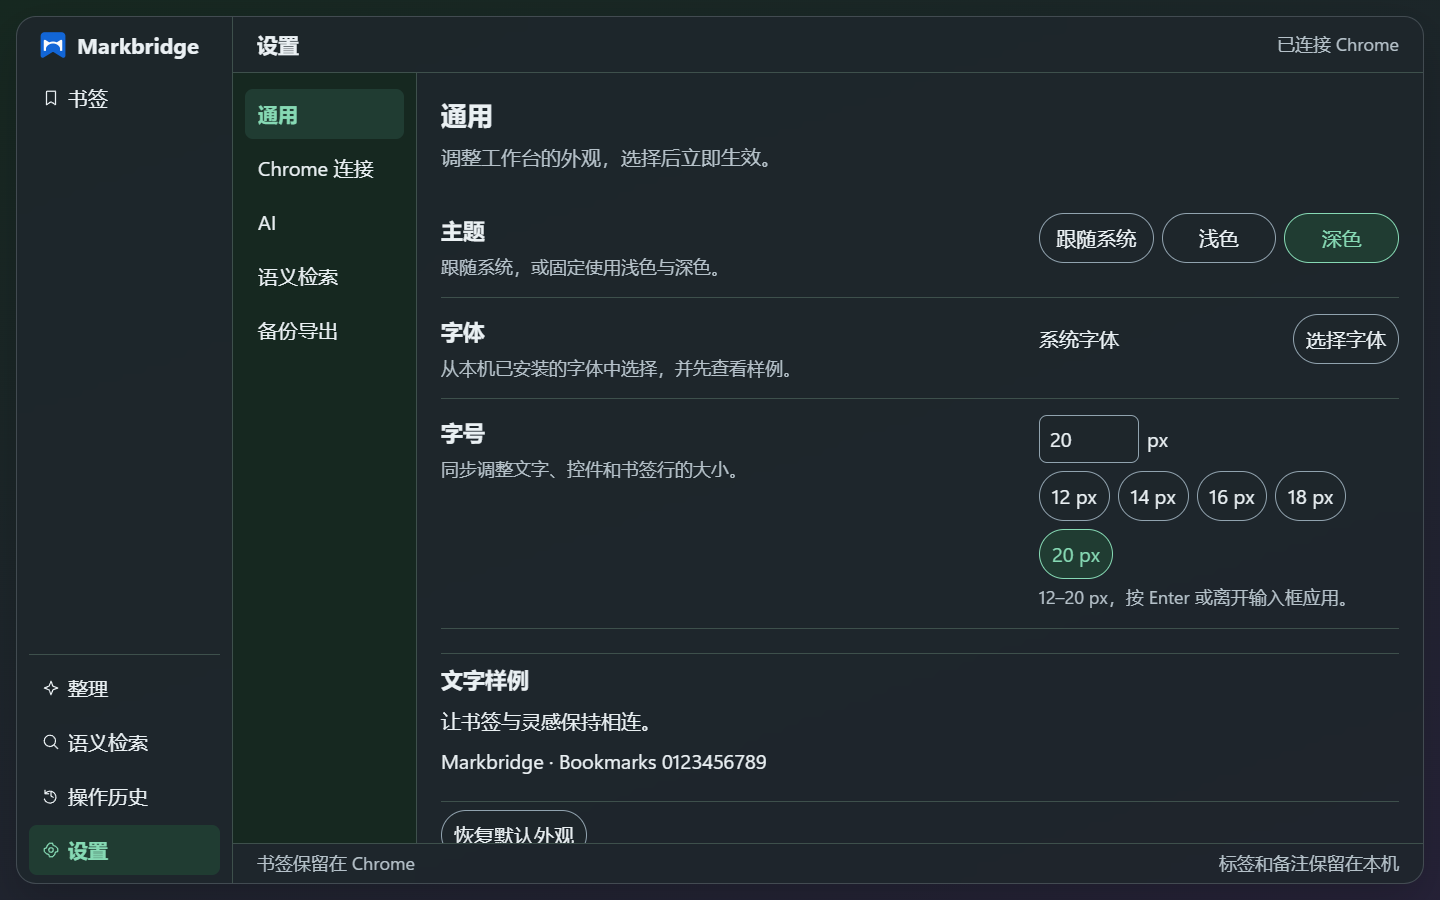 Markbridge
书签
整理
语义检索
操作历史
设置
设置
已连接 Chrome
通用
Chrome 连接
AI
语义检索
备份导出
通用
调整工作台的外观，选择后立即生效。
主题
跟随系统，或固定使用浅色与深色。
跟随系统
浅色
深色
字体
从本机已安装的字体中选择，并先查看样例。
系统字体
选择字体
字号
同步调整文字、控件和书签行的大小。
20 px
12 px
14 px
16 px
18 px
20 px
12–20 px，按 Enter 或离开输入框应用。
文字样例
让书签与灵感保持相连。
Markbridge · Bookmarks 0123456789
恢复默认外观
书签保留在 Chrome
标签和备注保留在本机